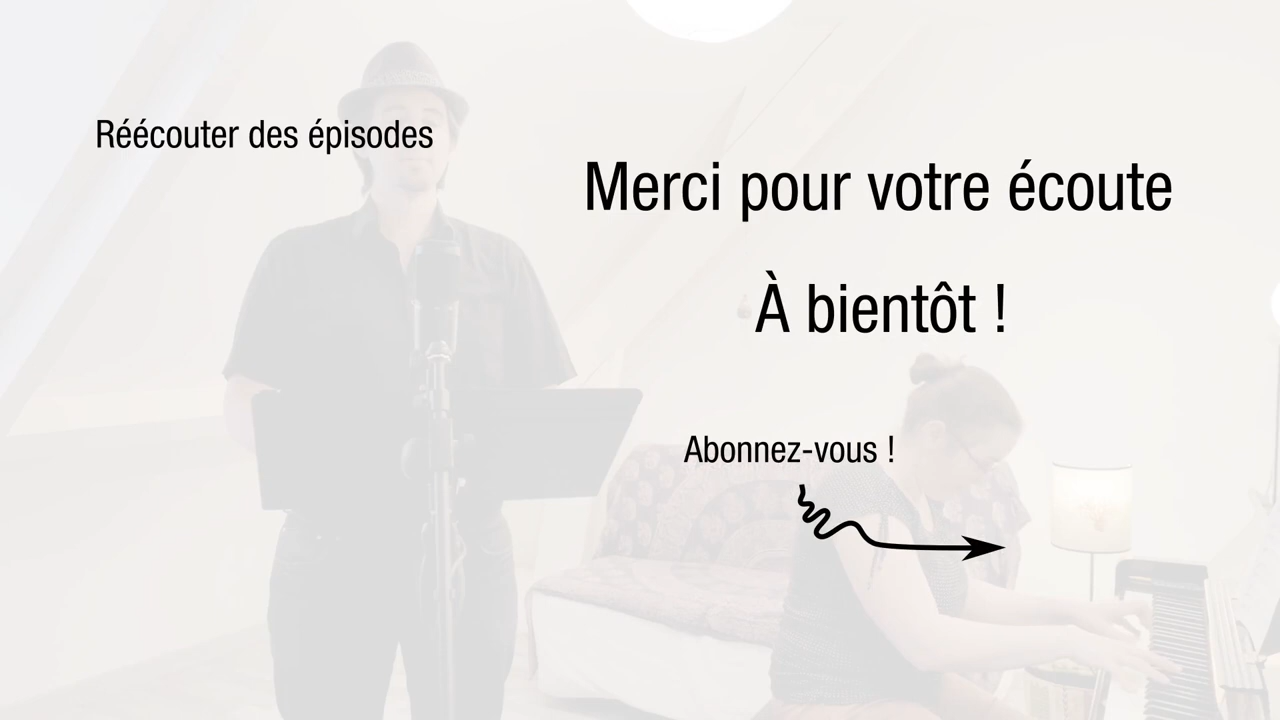 Réécouter des épisodes
Merci pour votre écoute
À bientôt !
Abonnez-vous !